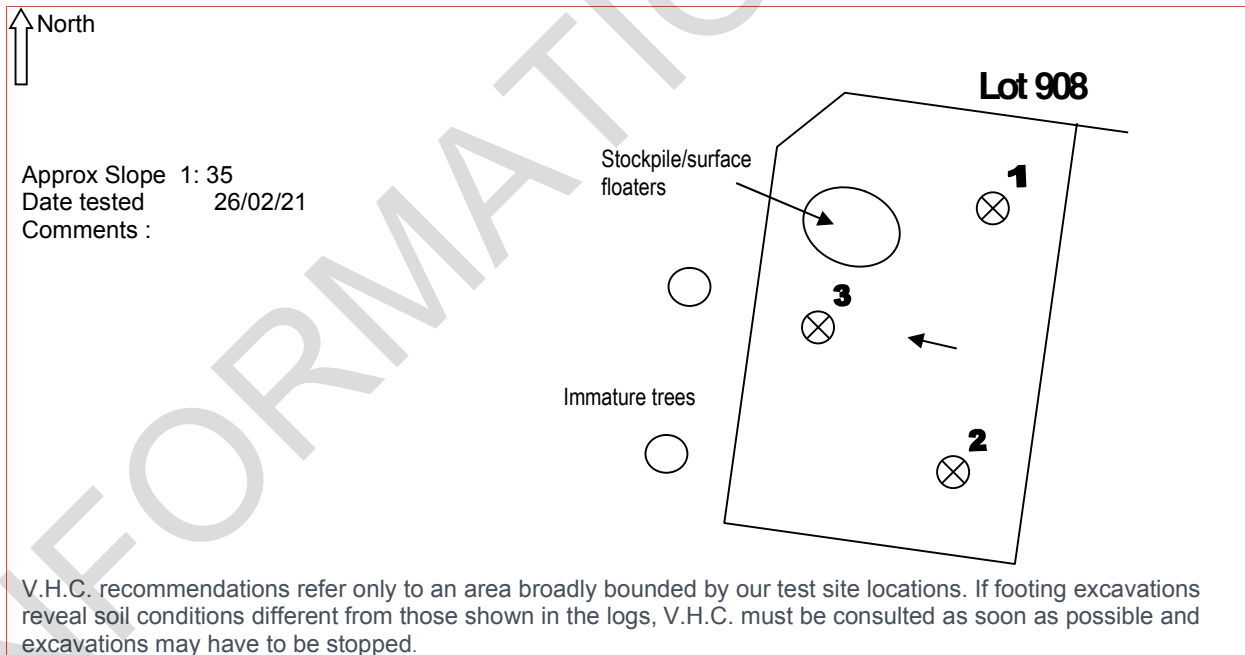 North
Lot 908
Approx Slope 1: 35
Date tested 26/02/21
Comments :
Stockpile/surface
floaters
1
3
Immature trees
2
V.H.C. recommendations refer only to an area broadly bounded by our test site locations. If footing excavations
reveal soil conditions different from those shown in the logs, V.H.C. must be consulted as soon as possible and
excavations may have to be stopped.
NFORMATIO